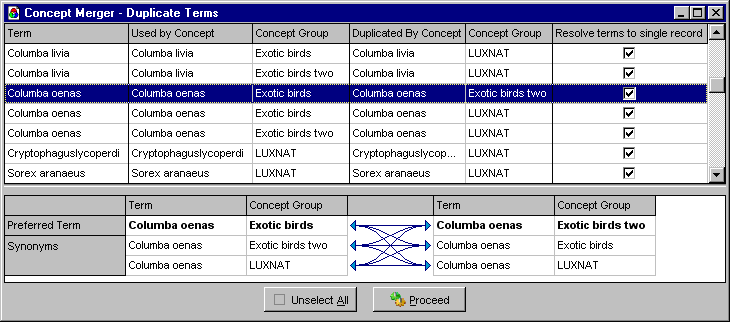 Concept Merger - Duplicate Terms
Term Used by Concept Concept Group Duplicated By Concept Concept Group Resolve terms to single record
Columba livia Columba livia Exotic birds Columba livia LUXNAT
Columba livia Columba livia Exotic birds two Columba livia LUXNAT
Columba oenas Columba oenas Exotic birds Columba oenas Exotic birds two
Columba oenas Columba oenas Exotic birds Columba oenas LUXNAT
Columba oenas Columba oenas Exotic birds two Columba oenas LUXNAT
Cryptophaguslycoperdi Cryptophaguslycoperdi LUXNAT Cryptophaguslycop... LUXNAT
Sorex aranaeus Sorex aranaeus LUXNAT Sorex aranaeus LUXNAT
Term Concept Group Term Concept Group
Preferred Term Columba oenas Exotic birds Columba oenas Exotic birds two
Synonyms Columba oenas Exotic birds two Columba oenas Exotic birds
Columba oenas LUXNAT Columba oenas LUXNAT
Unselect All Proceed